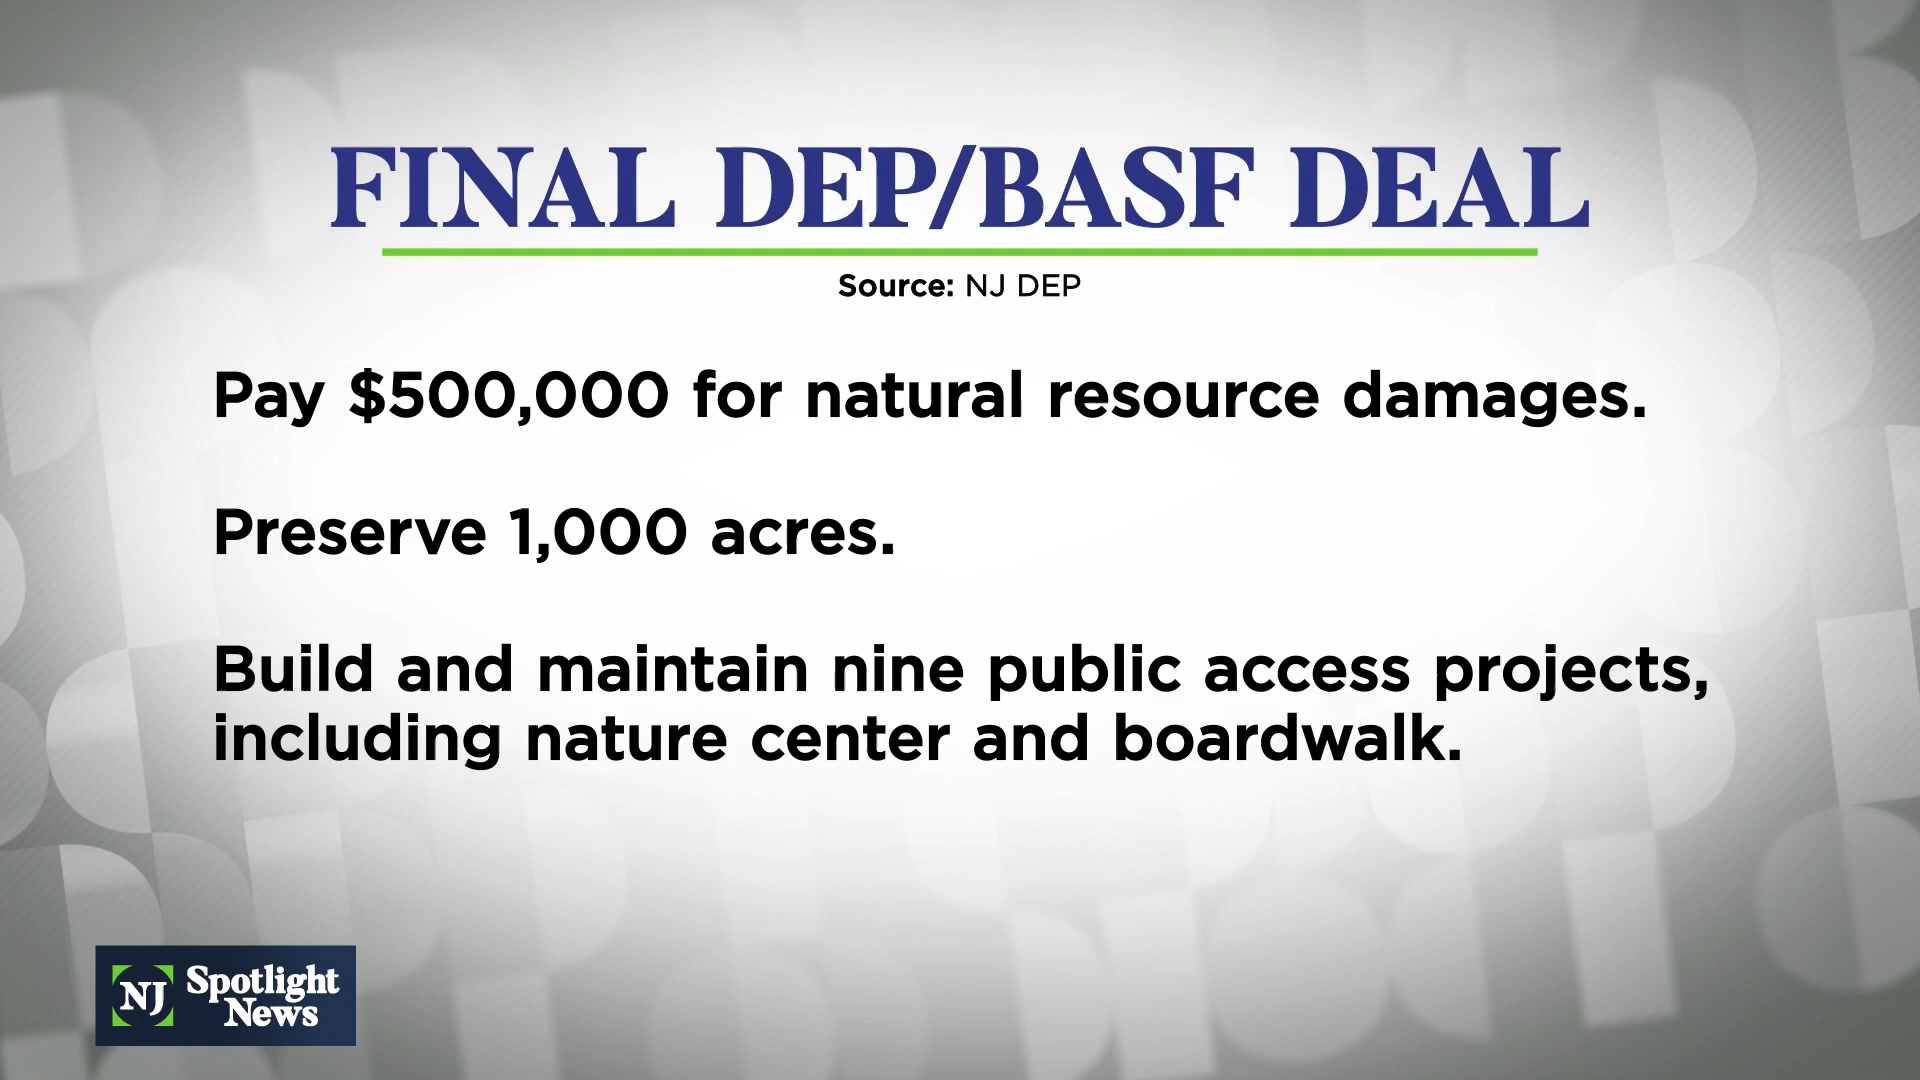 FINAL DEP/BASF DEAL
Source: NJ DEP
Pay $500,000 for natural resource damages.
Preserve 1,000 acres.
Build and maintain nine public access projects,
including nature center and boardwalk.
NJ Spotlight
News